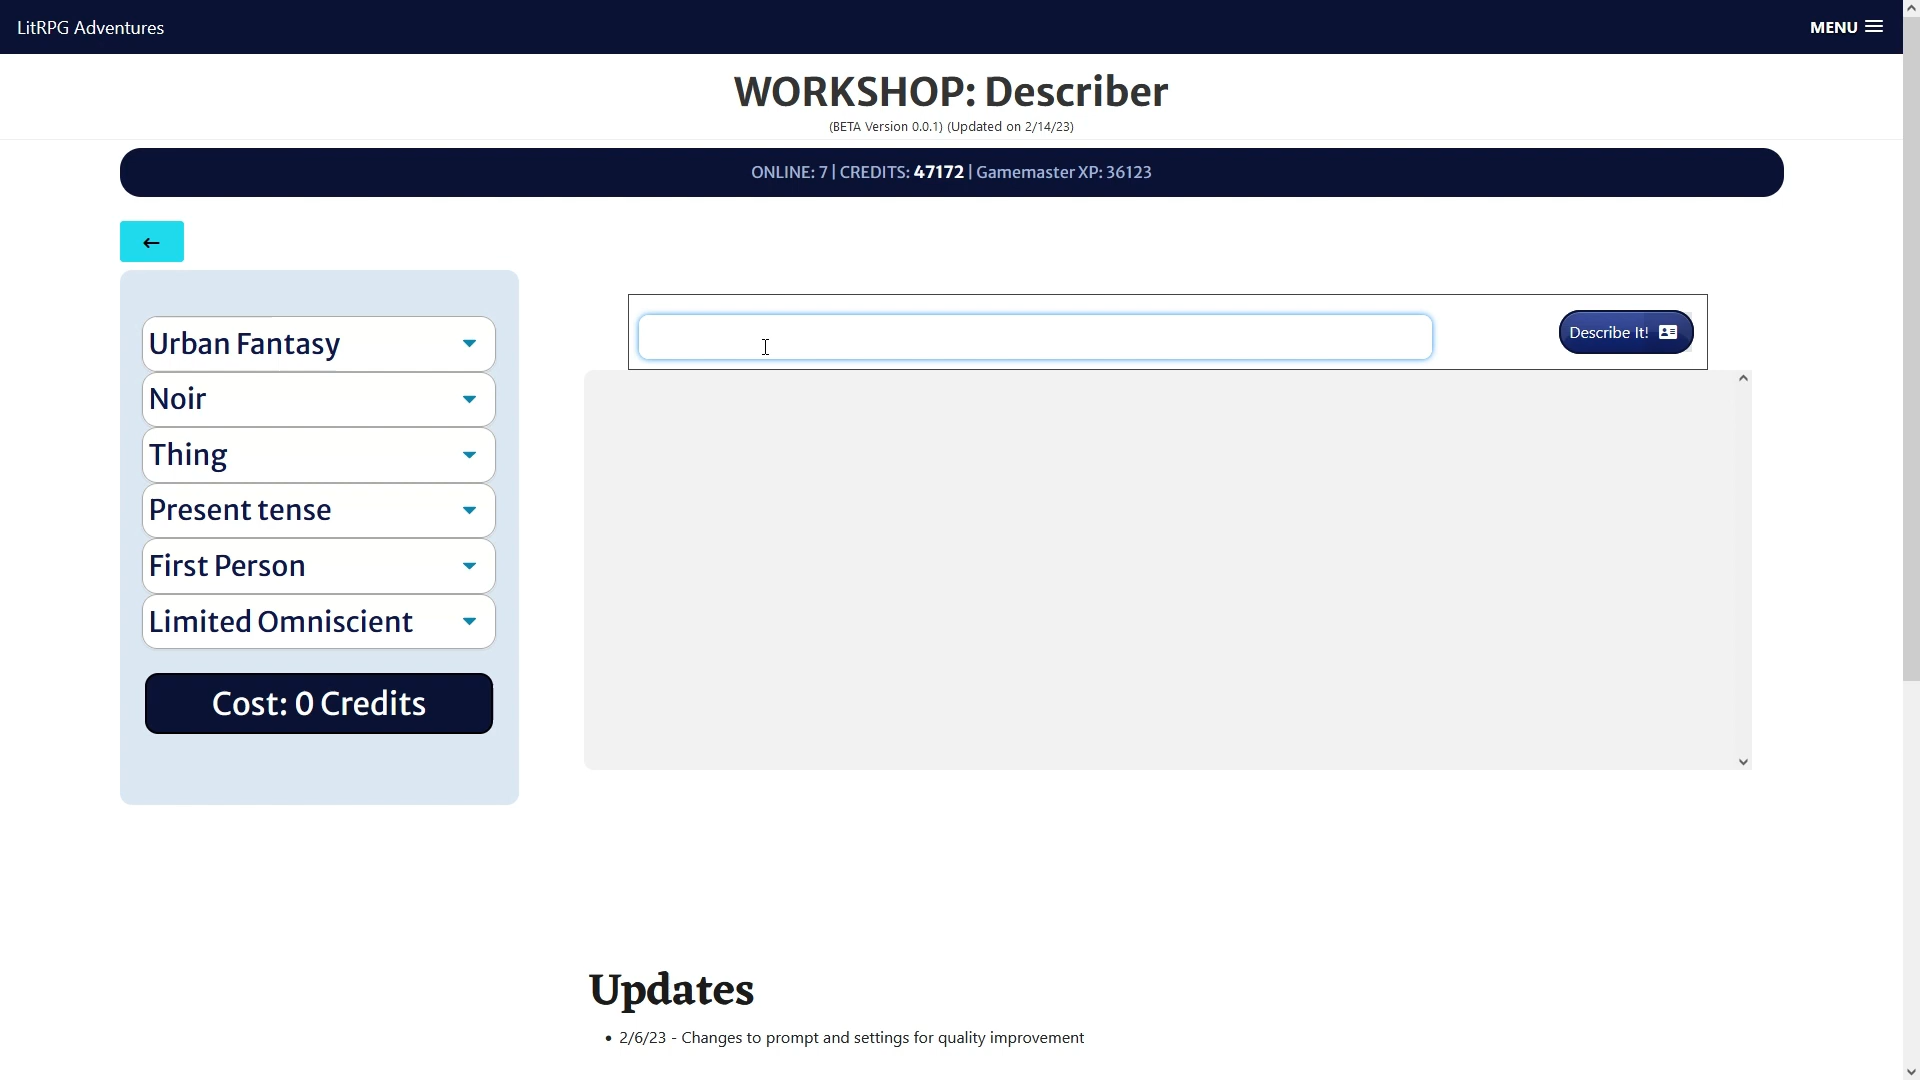 LitRPG Adventures
MENU
WORKSHOP: Describer
(BETA Version 0.0.1) (Updated on 2/14/23)
ONLINE: 7 | CREDITS: 47172 | Gamemaster XP: 36123
←
Urban Fantasy
Noir
Thing
Present tense
First Person
Limited Omniscient
Cost: 0 Credits
Describe It!
Updates
• 2/6/23 - Changes to prompt and settings for quality improvement